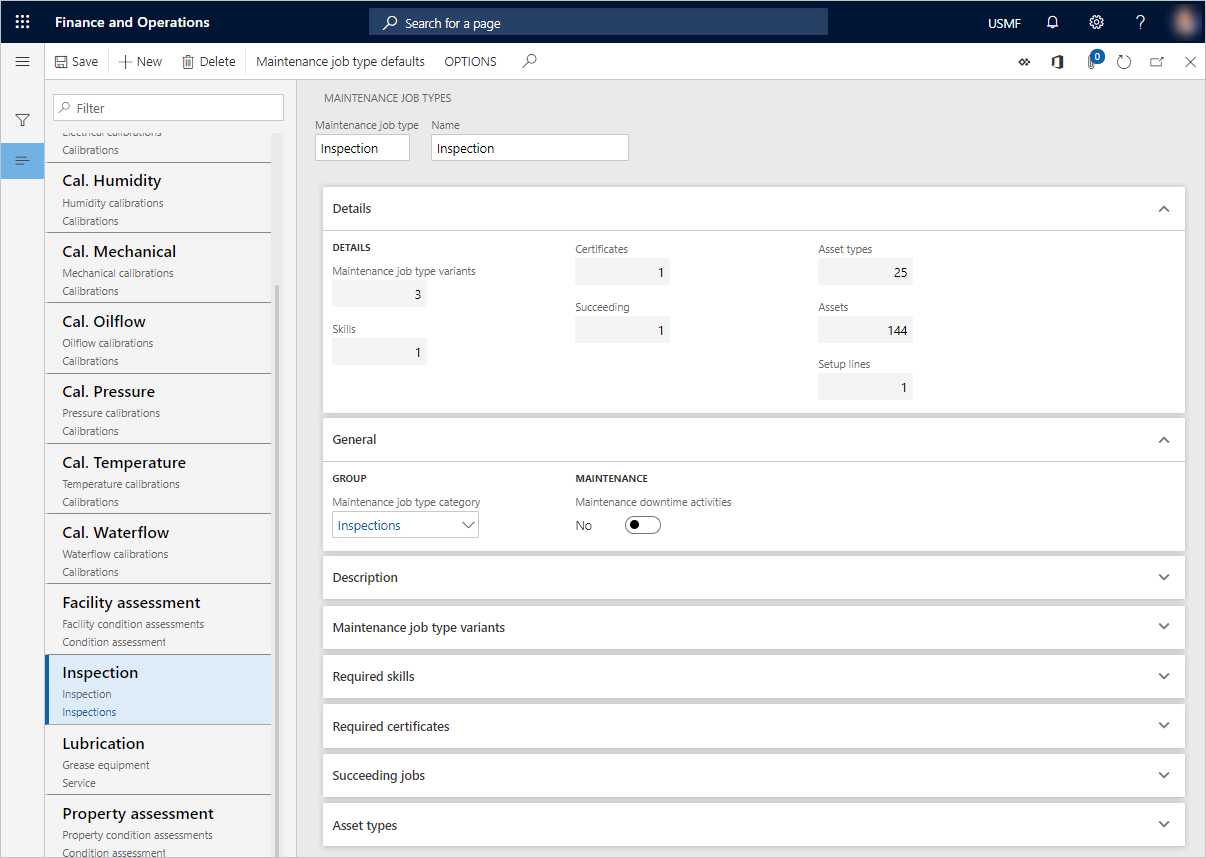 Finance and Operations
Search for a page
USMF
?
Save
New
Delete
Maintenance job type defaults
OPTIONS
0
Filter
Electrical calibrations
Calibrations
Cal. Humidity
Humidity calibrations
Calibrations
Cal. Mechanical
Mechanical calibrations
Calibrations
Cal. Oilflow
Oilflow calibrations
Calibrations
Cal. Pressure
Pressure calibrations
Calibrations
Cal. Temperature
Temperature calibrations
Calibrations
Cal. Waterflow
Waterflow calibrations
Calibrations
Facility assessment
Facility condition assessments
Condition assessment
Inspection
Inspection
Inspections
Lubrication
Grease equipment
Service
Property assessment
Property condition assessments
Condition assessment
MAINTENANCE JOB TYPES
Maintenance job type
Name
Inspection
Inspection
Details
DETAILS
Maintenance job type variants
3
Skills
1
Certificates
1
Succeeding
1
Asset types
25
Assets
144
Setup lines
1
General
GROUP
Maintenance job type category
Inspections
MAINTENANCE
Maintenance downtime activities
No
Description
Maintenance job type variants
Required skills
Required certificates
Succeeding jobs
Asset types